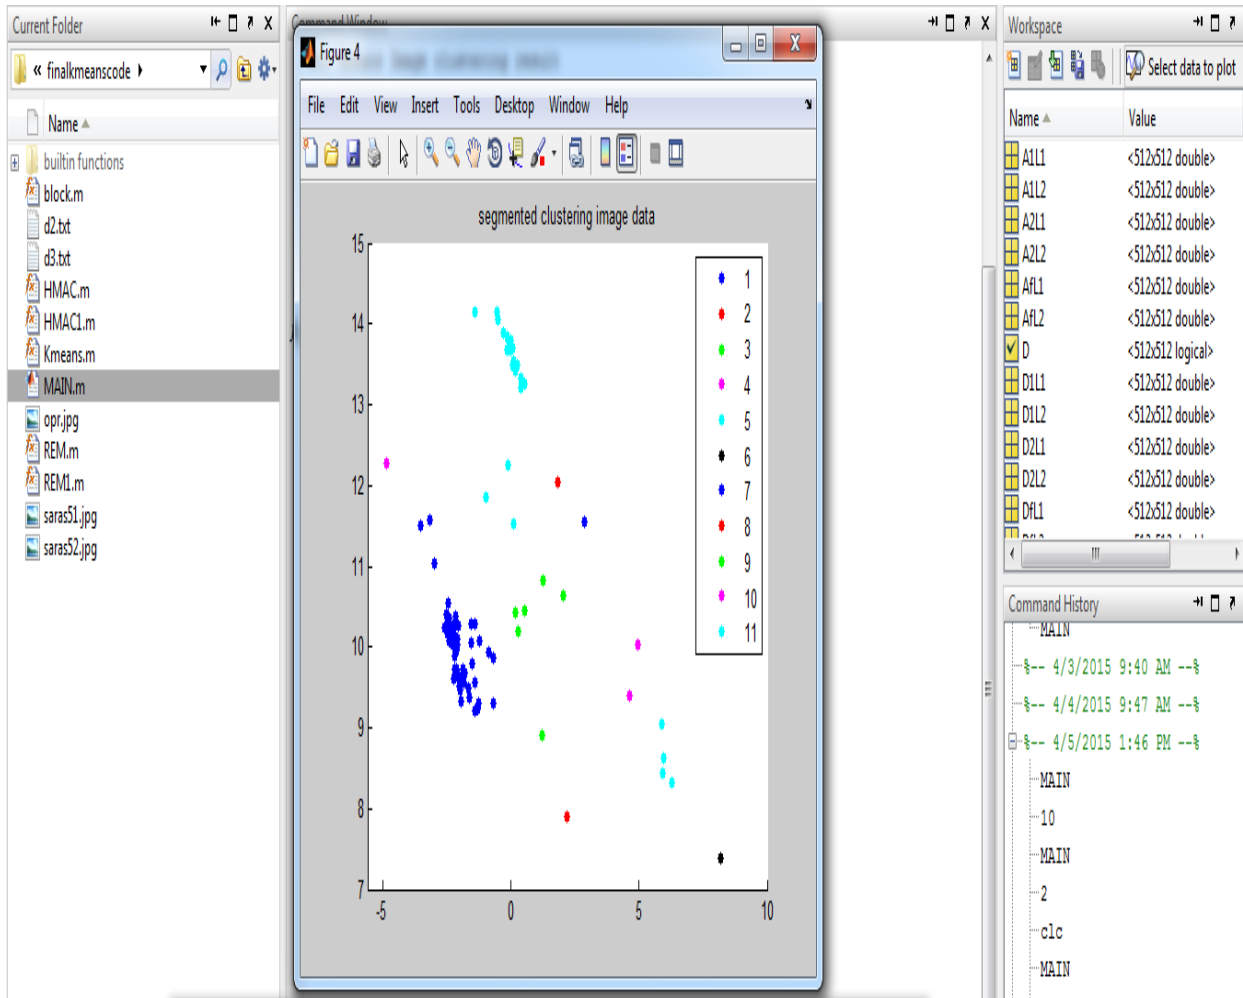 Current Folder
« finalkmeanscode
Name
builtin functions
block.m
d2.txt
d3.txt
HMAC.m
HMAC1.m
Kmeans.m
MAIN.m
opr.jpg
REM.m
REM1.m
saras51.jpg
saras52.jpg
Command Window
Figure 4
File Edit View Insert Tools Desktop Window Help
segmented clustering image data
15
14
13
12
11
10
9
8
7
-5 0 5 10
1
2
3
4
5
6
7
8
9
10
11
Workspace
Select data to plot
Name Value
A1L1 <512x512 double>
A1L2 <512x512 double>
A2L1 <512x512 double>
A2L2 <512x512 double>
AfL1 <512x512 double>
AfL2 <512x512 double>
D <512x512 logical>
D1L1 <512x512 double>
D1L2 <512x512 double>
D2L1 <512x512 double>
D2L2 <512x512 double>
DfL1 <512x512 double>
Command History
MAIN
%-- 4/3/2015 9:40 AM --%
%-- 4/4/2015 9:47 AM --%
%-- 4/5/2015 1:46 PM --%
MAIN
10
MAIN
2
clc
MAIN